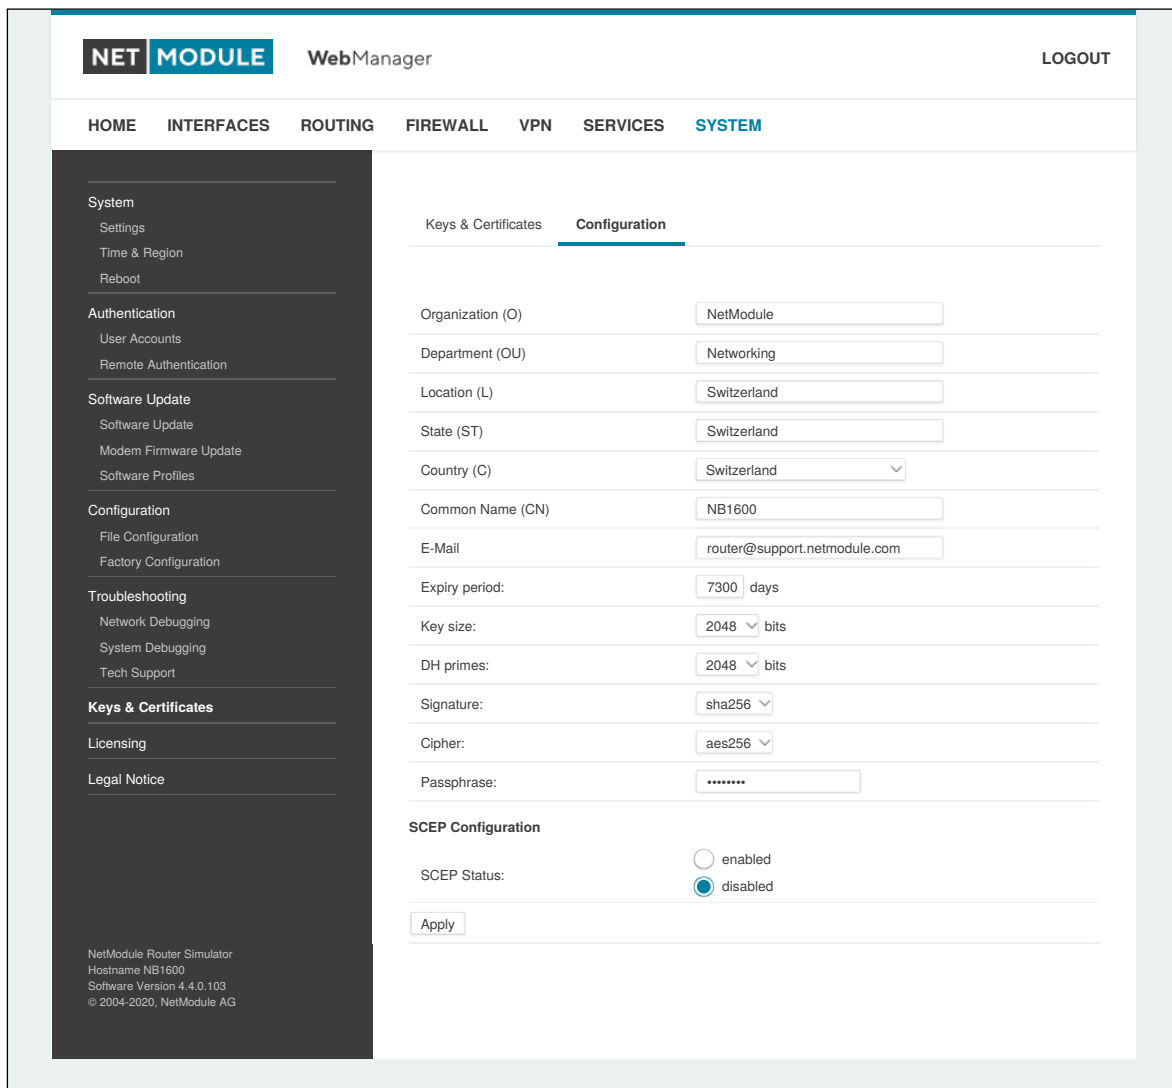 NET MODULE WebManager LOGOUT
HOME INTERFACES ROUTING FIREWALL VPN SERVICES SYSTEM
System
Settings
Time & Region
Reboot
Authentication
User Accounts
Remote Authentication
Software Update
Software Update
Modem Firmware Update
Software Profiles
Configuration
File Configuration
Factory Configuration
Troubleshooting
Network Debugging
System Debugging
Tech Support
Keys & Certificates
Licensing
Legal Notice
NetModule Router Simulator
Hostname NB1600
Software Version 4.4.0.103
© 2004-2020, NetModule AG
Keys & Certificates Configuration
Organization (O) NetModule
Department (OU) Networking
Location (L) Switzerland
State (ST) Switzerland
Country (C) Switzerland
Common Name (CN) NB1600
E-Mail router@support.netmodule.com
Expiry period: 7300 days
Key size: 2048 bits
DH primes: 2048 bits
Signature: sha256
Cipher: aes256
Passphrase: ••••••••
SCEP Configuration
SCEP Status: enabled
disabled
Apply